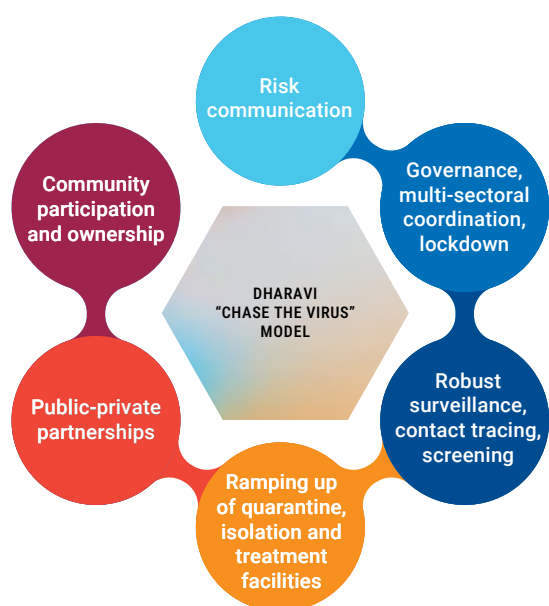 Risk
communication
Governance,
multi-sectoral
coordination,
lockdown
Robust
surveillance,
contact tracing,
screening
Ramping up
of quarantine,
isolation and
treatment
facilities
Public-private
partnerships
Community
participation
and ownership
DHARAVI
“CHASE THE VIRUS”
MODEL